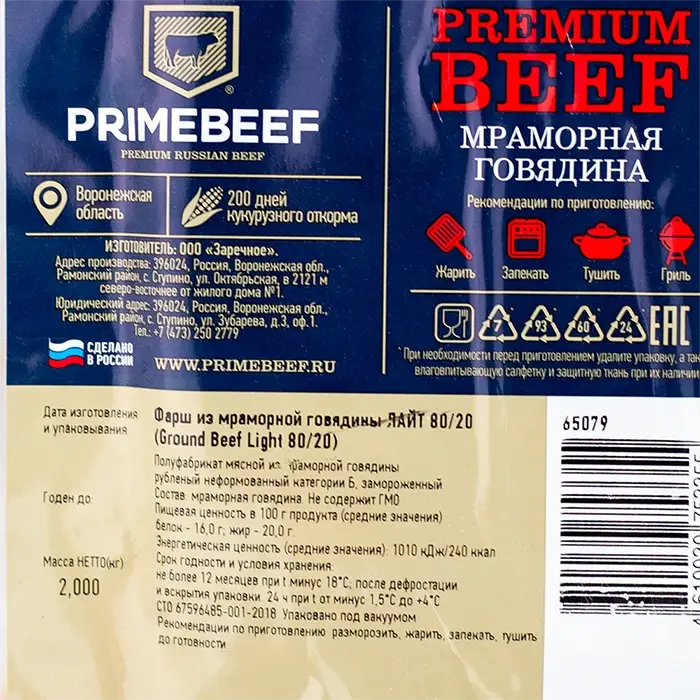 PRIMEBEEF
®
PREMIUM RUSSIAN BEEF
Воронежская
область
200 дней
кукурузного откорма
ИЗГОТОВИТЕЛЬ: ООО «Заречное».
Адрес производства: 396024, Россия, Воронежская обл.,
Рамонский район, с. Ступино, ул. Октябрьская, в 2121 м
северо-восточнее от жилого дома №1.
Юридический адрес: 396024, Россия, Воронежская обл.,
Рамонский район, с. Ступино, ул. Зубарева, д.3, оф.1.
Тел.: +7 (473) 250 2779
СДЕЛАНО
В РОССИИ
WWW.PRIMEBEEF.RU
PREMIUM
BEEF
МРАМОРНАЯ
ГОВЯДИНА
Рекомендации по приготовлению:
Жарить Запекать Тушить Гриль
7 93 60 24 EAC
*При необходимости перед приготовлением удалите упаковку, а так
влаговпитывающую салфетку и защитную ткань при их наличии
Дата изготовления
и упаковывания:
Годен до:
Масса НЕТТО(кг)
2,000
Фарш из мраморной говядины ЛАЙТ 80/20
(Ground Beef Light 80/20)
Полуфабрикат мясной из мраморной говядины
рубленый неформованный категории Б, замороженный
Состав: мраморная говядина. Не содержит ГМО
Пищевая ценность в 100 г продукта (средние значения)
белок - 16,0 г; жир - 20,0 г.
Энергетическая ценность (средние значения): 1010 кДж/240 ккал
Срок годности и условия хранения:
не более 12 месяцев при t минус 18°С; после дефростации
и вскрытия упаковки: 24 ч при t от минус 1,5°С до +4°С
СТО 67596485-001-2018 Упаковано под вакуумом
Рекомендации по приготовлению: разморозить, жарить, запекать, тушить
до готовности
65079